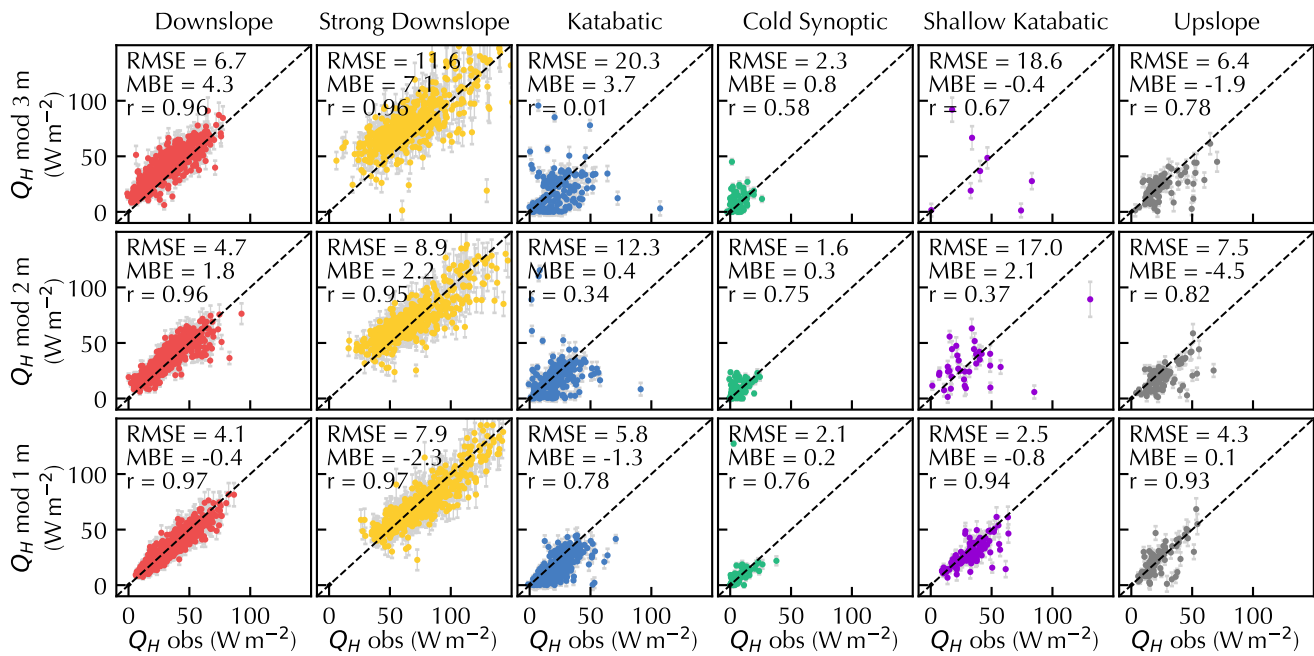 Downslope Strong Downslope Katabatic Cold Synoptic Shallow Katabatic Upslope
Q_H mod 3 m
(W m⁻²)
100
50
0
RMSE = 6.7
MBE = 4.3
r = 0.96
RMSE = 11.6
MBE = 7.1
r = 0.96
RMSE = 20.3
MBE = 3.7
r = 0.01
RMSE = 2.3
MBE = 0.8
r = 0.58
RMSE = 18.6
MBE = -0.4
r = 0.67
RMSE = 6.4
MBE = -1.9
r = 0.78
Q_H mod 2 m
(W m⁻²)
100
50
0
RMSE = 4.7
MBE = 1.8
r = 0.96
RMSE = 8.9
MBE = 2.2
r = 0.95
RMSE = 12.3
MBE = 0.4
r = 0.34
RMSE = 1.6
MBE = 0.3
r = 0.75
RMSE = 17.0
MBE = 2.1
r = 0.37
RMSE = 7.5
MBE = -4.5
r = 0.82
Q_H mod 1 m
(W m⁻²)
100
50
0
RMSE = 4.1
MBE = -0.4
r = 0.97
RMSE = 7.9
MBE = -2.3
r = 0.97
RMSE = 5.8
MBE = -1.3
r = 0.78
RMSE = 2.1
MBE = 0.2
r = 0.76
RMSE = 2.5
MBE = -0.8
r = 0.94
RMSE = 4.3
MBE = 0.1
r = 0.93
0 50 100 0 50 100 0 50 100 0 50 100 0 50 100 0 50 100
Q_H obs (W m⁻²) Q_H obs (W m⁻²) Q_H obs (W m⁻²) Q_H obs (W m⁻²) Q_H obs (W m⁻²) Q_H obs (W m⁻²)